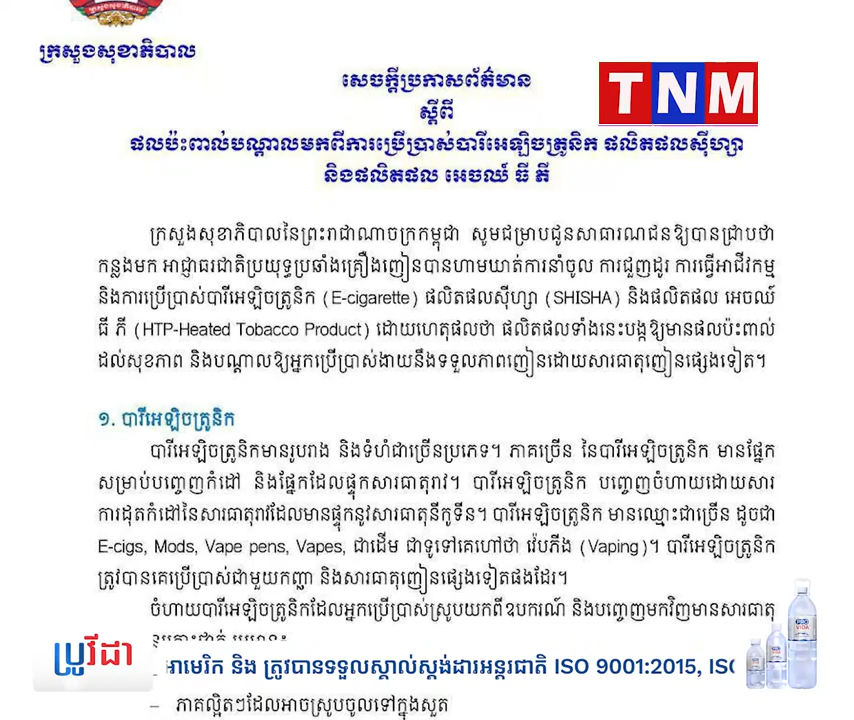 ក្រសួងសុខាភិបាល
សេចក្តីប្រកាសព័ត៌មាន
ស្តីពី
TNM
ផលប៉ះពាល់បណ្តាលមកពីការប្រើប្រាស់បារីអេឡិចត្រូនិក ផលិតផលស៊ីហ្សា
និងផលិតផល អេចឈ៍ ធី ភី
ក្រសួងសុខាភិបាលនៃព្រះរាជាណាចក្រកម្ពុជា សូមជម្រាបជូនសាធារណជនឱ្យបានជ្រាបថា
កន្លងមក អាជ្ញាធរជាតិប្រយុទ្ធប្រឆាំងគ្រឿងញៀនបានហាមឃាត់ការនាំចូល ការជួញដូរ ការធ្វើអាជីវកម្ម
និងការប្រើប្រាស់បារីអេឡិចត្រូនិក (E-cigarette) ផលិតផលស៊ីហ្សា (SHISHA) និងផលិតផល អេចឈ៍
ធី ភី (HTP-Heated Tobacco Product) ដោយហេតុផលថា ផលិតផលទាំងនេះបង្កឱ្យមានផលប៉ះពាល់
ដល់សុខភាព និងបណ្តាលឱ្យអ្នកប្រើប្រាស់ងាយនឹងទទួលភាពញៀនដោយសារធាតុញៀនផ្សេងទៀត។
១. បារីអេឡិចត្រូនិក
បារីអេឡិចត្រូនិកមានរូបរាង និងទំហំជាច្រើនប្រភេទ។ ភាគច្រើន នៃបារីអេឡិចត្រូនិក មានផ្នែក
សម្រាប់បញ្ចេញកំដៅ និងផ្នែកដែលផ្ទុកសារធាតុរាវ។ បារីអេឡិចត្រូនិក បញ្ចេញចំហាយដោយសារ
ការដុតកំដៅនៃសារធាតុរាវដែលមានផ្ទុកនូវសារធាតុនីកូទីន។ បារីអេឡិចត្រូនិក មានឈ្មោះជាច្រើន ដូចជា
E-cigs, Mods, Vape pens, Vapes, ជាដើម ជាទូទៅគេហៅថា វ៉េបភីង (Vaping)។ បារីអេឡិចត្រូនិក
ត្រូវបានគេប្រើប្រាស់ជាមួយកញ្ឆា និងសារធាតុញៀនផ្សេងទៀតផងដែរ។
ចំហាយបារីអេឡិចត្រូនិកដែលអ្នកប្រើប្រាស់ស្រូបយកពីឧបករណ៍ និងបញ្ចេញមកវិញមានសារធាតុ
ប្រូវីដា
អាមេរិក និង ត្រូវបានទទួលស្គាល់ស្តង់ដារអន្តរជាតិ ISO 9001:2015, ISO
PRO VIDA
– ភាគល្អិតៗដែលអាចស្រូបចូលទៅក្នុងសួត